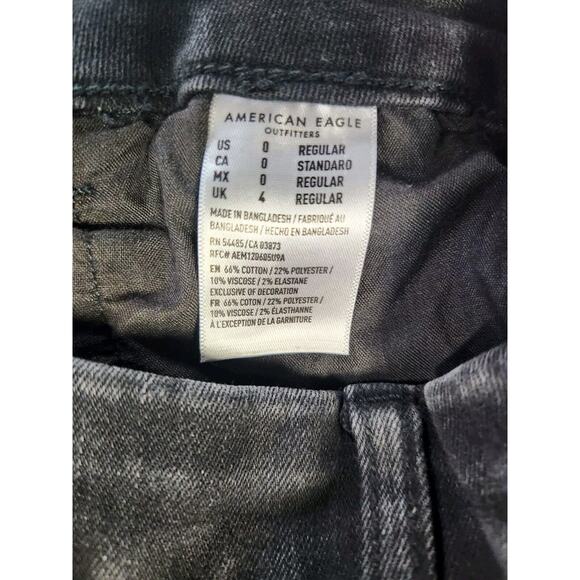 AMERICAN EAGLE
OUTFITTERS
US 0 REGULAR
CA 0 STANDARD
MX 0 REGULAR
UK 4 REGULAR
MADE IN BANGLADESH / FABRIQUÉ AU
BANGLADESH / HECHO EN BANGLADESH
RN 54485 / CA 03873
RFC# AEM120605U9A
EN 66% COTTON / 22% POLYESTER /
10% VISCOSE / 2% ELASTANE
EXCLUSIVE OF DECORATION
FR 66% COTON / 22% POLYESTER /
10% VISCOSE / 2% ÉLASTHANNE
À L'EXCEPTION DE LA GARNITURE